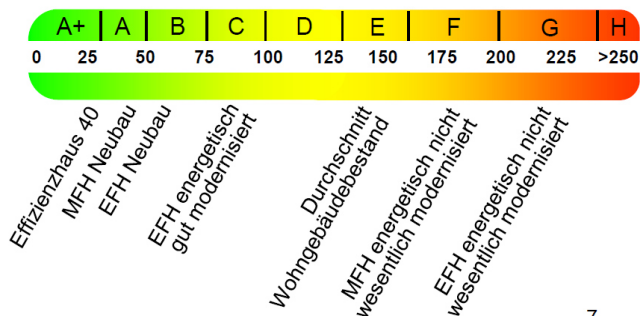 A+ A B C D E F G H
0 25 50 75 100 125 150 175 200 225 >250
Effizienzhaus 40
MFH Neubau
EFH Neubau
EFH energetisch
gut modernisiert
Durchschnitt
Wohngebäudebestand
MFH energetisch nicht
wesentlich modernisiert
EFH energetisch nicht
wesentlich modernisiert